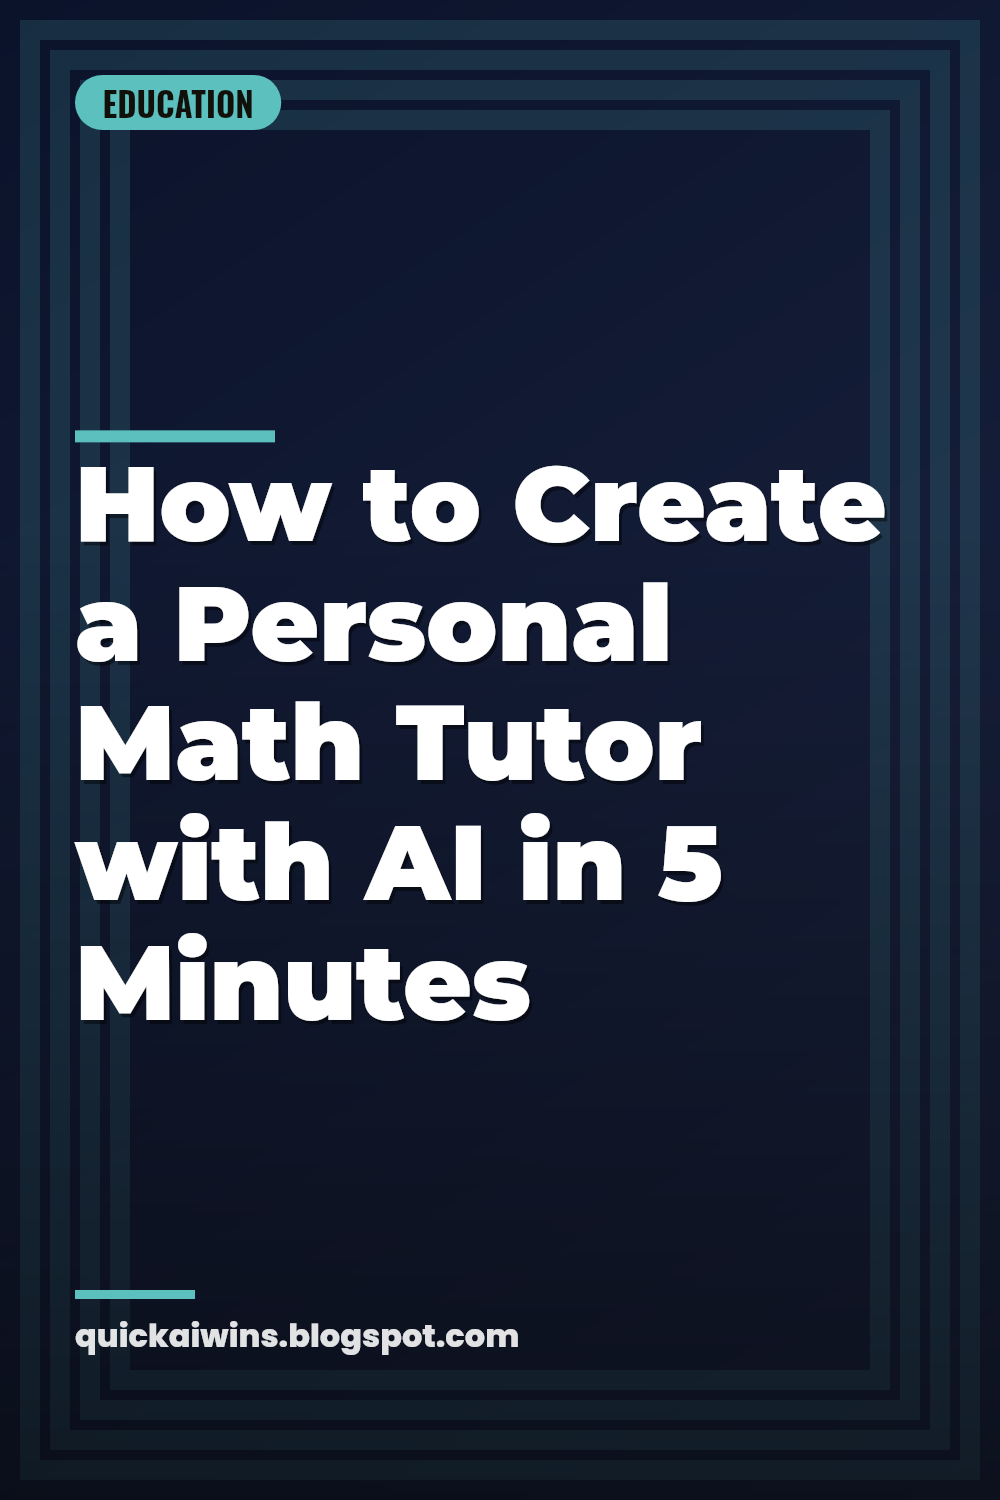 EDUCATION
How to Create
a Personal
Math Tutor
with AI in 5
Minutes
quickaiwins.blogspot.com